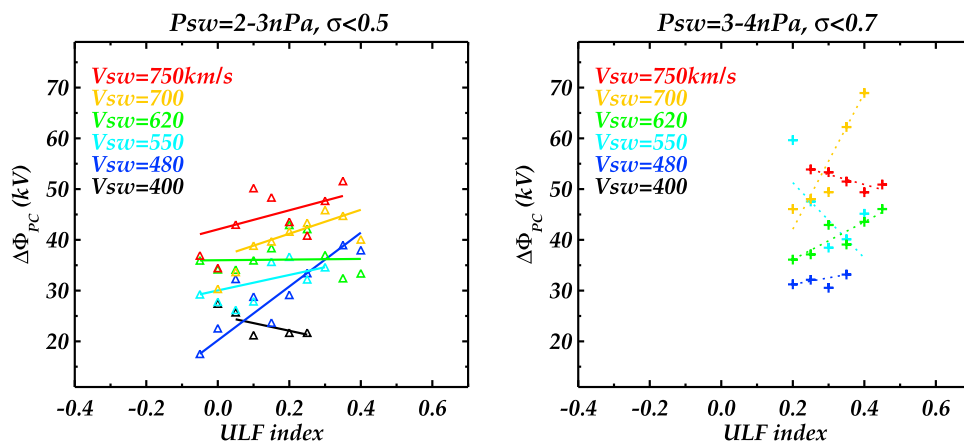 Psw=2-3nPa, σ<0.5
Vsw=750km/s
Vsw=700
Vsw=620
Vsw=550
Vsw=480
Vsw=400
70
60
50
40
30
20
ΔΦPC (kV)
-0.4 -0.2 0.0 0.2 0.4 0.6
ULF index
Psw=3-4nPa, σ<0.7
Vsw=750km/s
Vsw=700
Vsw=620
Vsw=550
Vsw=480
Vsw=400
70
60
50
40
30
20
ΔΦPC (kV)
-0.4 -0.2 0.0 0.2 0.4 0.6
ULF index